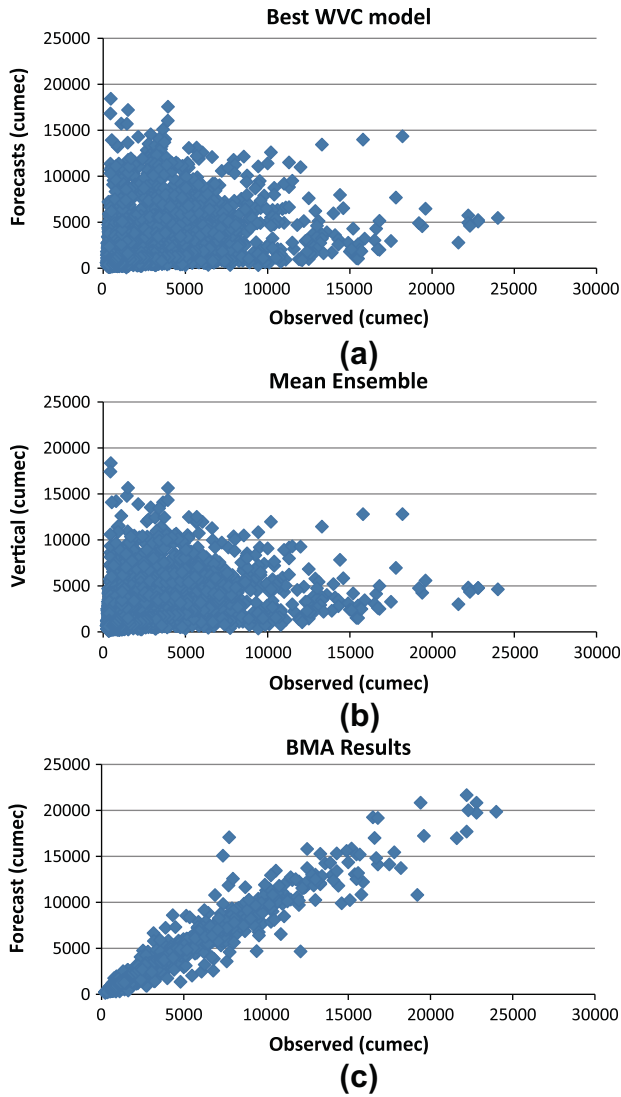 Best WVC model
25000
20000
15000
10000
5000
0
Forecasts (cumec)
0 5000 10000 15000 20000 25000 30000
Observed (cumec)
(a)
Mean Ensemble
25000
20000
15000
10000
5000
0
Vertical (cumec)
0 5000 10000 15000 20000 25000 30000
Observed (cumec)
(b)
BMA Results
25000
20000
15000
10000
5000
0
Forecast (cumec)
0 5000 10000 15000 20000 25000 30000
Observed (cumec)
(c)